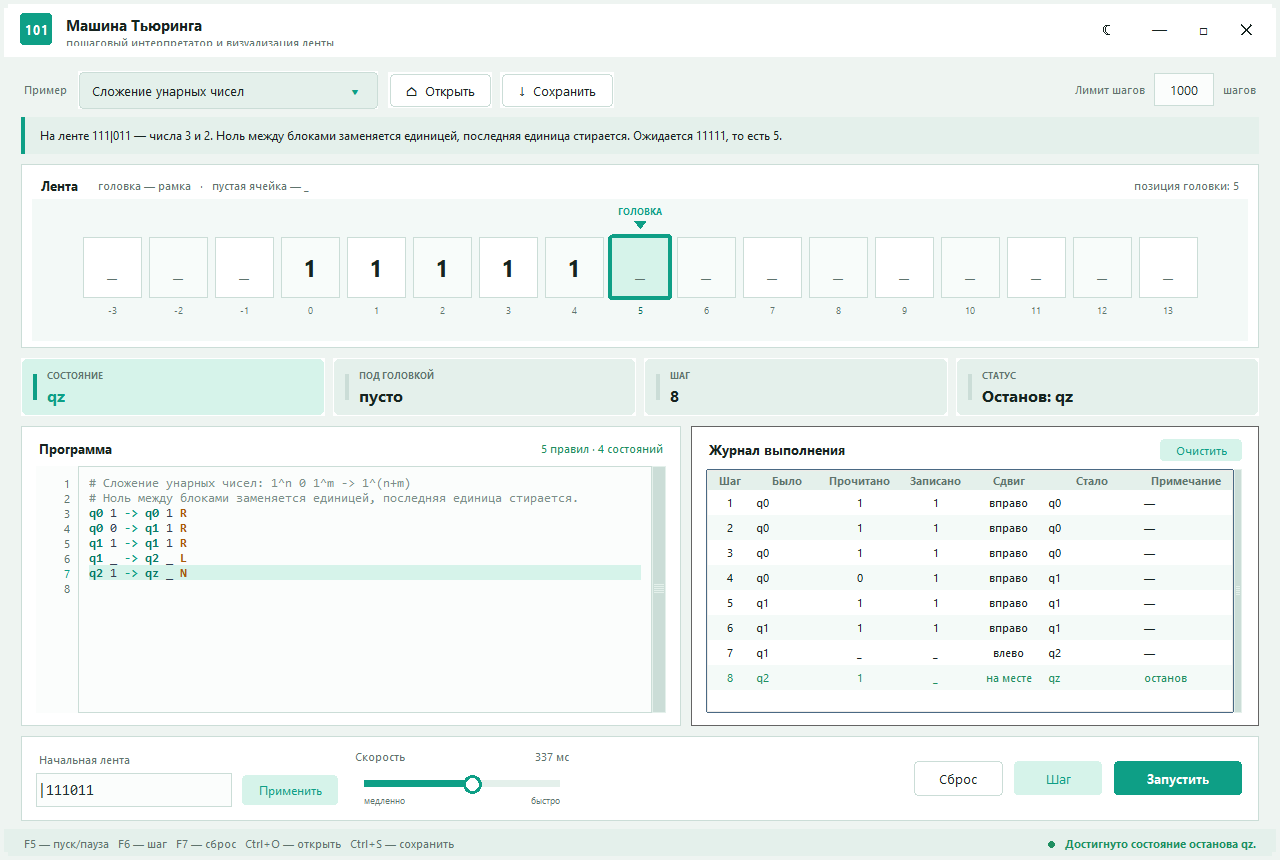 101 Машина Тьюринга
пошаговый интерпретатор и визуализация ленты
Пример Сложение унарных чисел Открыть ↓ Сохранить Лимит шагов 1000 шагов
На ленте 111|011 — числа 3 и 2. Ноль между блоками заменяется единицей, последняя единица стирается. Ожидается 11111, то есть 5.
Лента головка — рамка · пустая ячейка — _ позиция головки: 5
ГОЛОВКА
_ _ _ 1 1 1 1 1 _ _ _ _ _ _ _ _ _
-3 -2 -1 0 1 2 3 4 5 6 7 8 9 10 11 12 13
СОСТОЯНИЕ ПОД ГОЛОВКОЙ ШАГ СТАТУС
qz пусто 8 Останов: qz
Программа 5 правил · 4 состояний
1 # Сложение унарных чисел: 1^n 0 1^m -> 1^(n+m)
2 # Ноль между блоками заменяется единицей, последняя единица стирается.
3 q0 1 -> q0 1 R
4 q0 0 -> q1 1 R
5 q1 1 -> q1 1 R
6 q1 _ -> q2 _ L
7 q2 1 -> qz _ N
8
Журнал выполнения Очистить
Шаг Было Прочитано Записано Сдвиг Стало Примечание
1 q0 1 1 вправо q0 —
2 q0 1 1 вправо q0 —
3 q0 1 1 вправо q0 —
4 q0 0 1 вправо q1 —
5 q1 1 1 вправо q1 —
6 q1 1 1 вправо q1 —
7 q1 _ _ влево q2 —
8 q2 1 _ на месте qz останов
Начальная лента
111011 Применить
Скорость 337 мс
медленно быстро
Сброс Шаг Запустить
F5 — пуск/пауза F6 — шаг F7 — сброс Ctrl+O — открыть Ctrl+S — сохранить ● Достигнуто состояние останова qz.